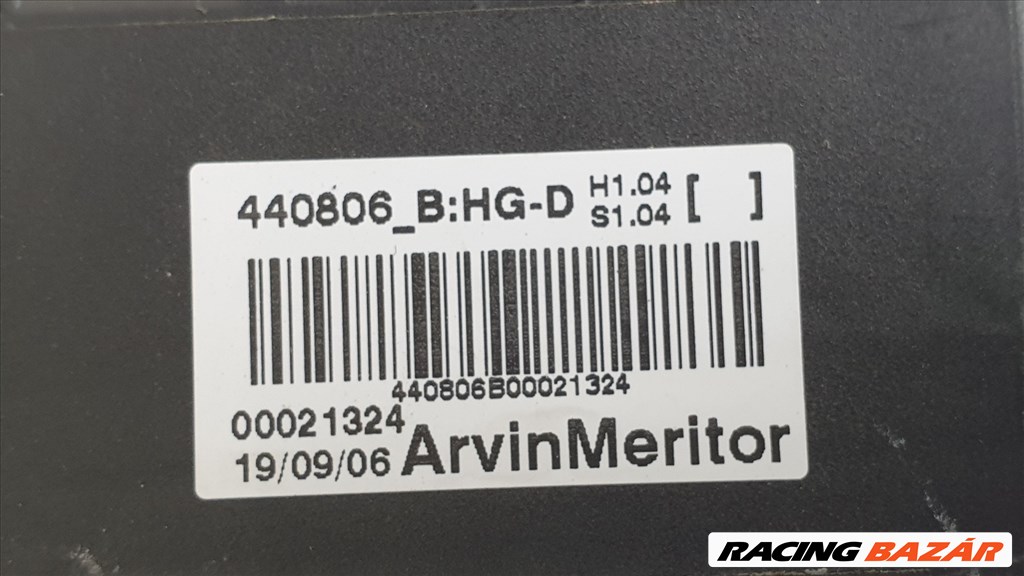 440806_B:HG-D H1.04 [ ]
S1.04
440806B00021324
00021324
19/09/06 ArvinMeritor
RACING BAZÁR